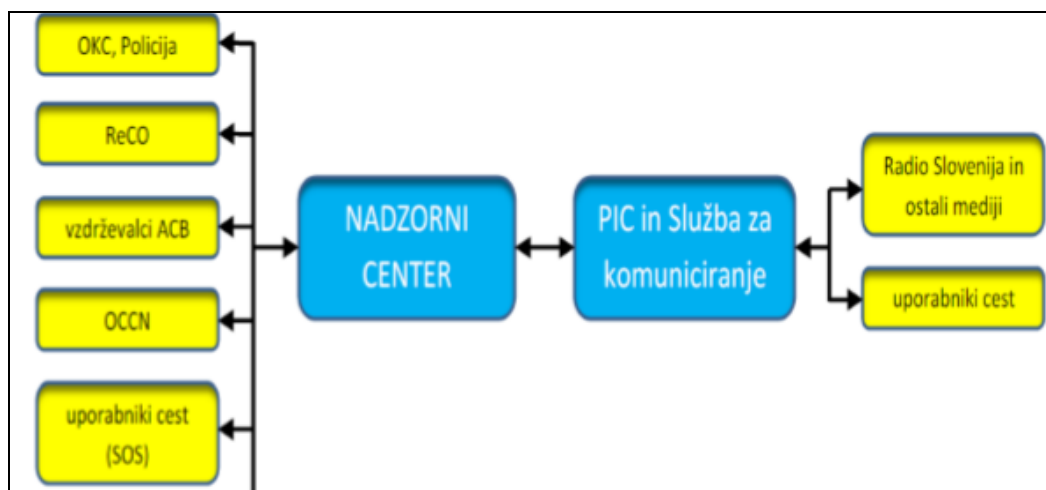 OKC, Policija
ReCO
vzdrževalci ACB
OCCN
uporabniki cest
(SOS)
NADZORNI
CENTER
PIC in Služba za
komuniciranje
Radio Slovenija in
ostali mediji
uporabniki cest